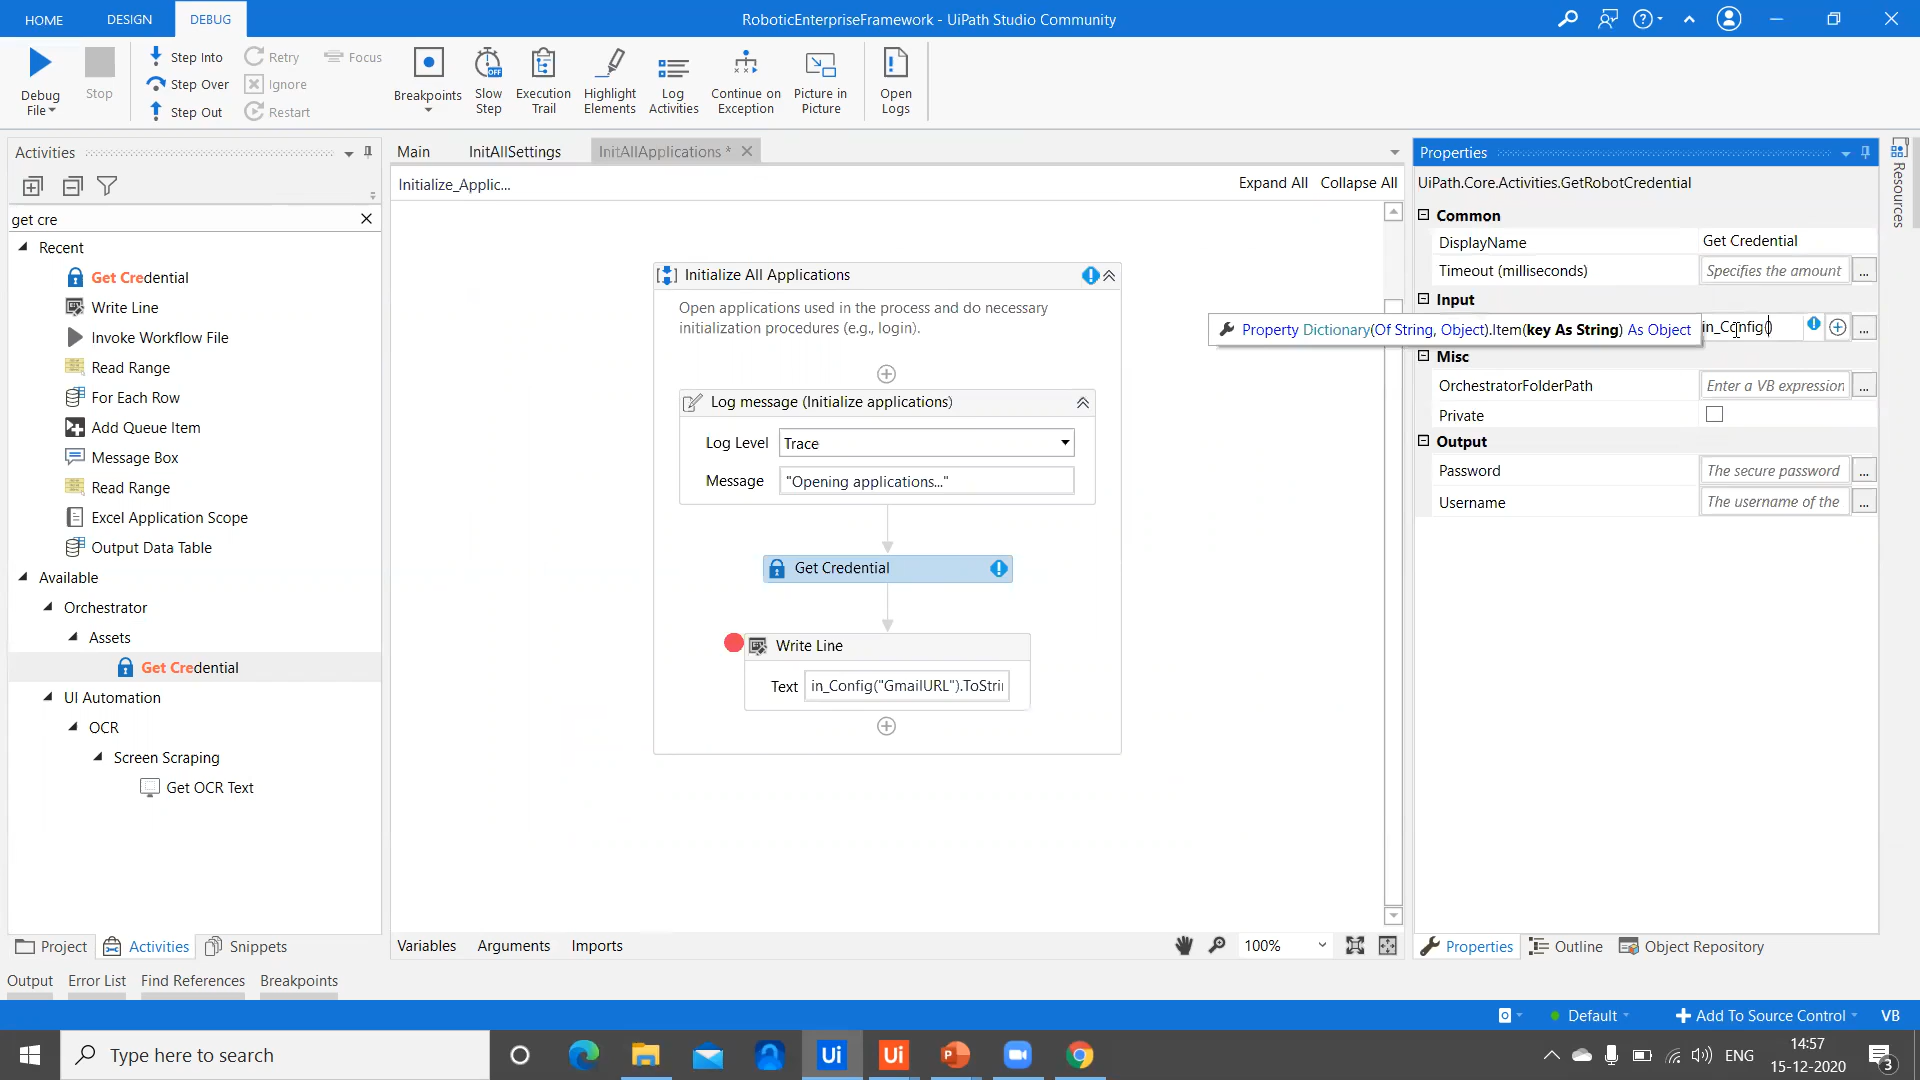 HOME
DESIGN
DEBUG
RoboticEnterpriseFramework - UiPath Studio Community
Debug File
Stop
Step Into
Step Over
Step Out
Retry
Ignore
Restart
Focus
Breakpoints
Slow Step
OFF
Execution Trail
Highlight Elements
Log Activities
Continue on Exception
Picture in Picture
Open Logs
Activities
get cre
Recent
Get Credential
Write Line
Invoke Workflow File
Read Range
For Each Row
Add Queue Item
Message Box
Read Range
Excel Application Scope
Output Data Table
Available
Orchestrator
Assets
Get Credential
UI Automation
OCR
Screen Scraping
Get OCR Text
Project
Activities
Snippets
Output
Error List
Find References
Breakpoints
Main
InitAllSettings
InitAllApplications *
Initialize_Applic...
Expand All
Collapse All
Initialize All Applications
Open applications used in the process and do necessary
initialization procedures (e.g., login).
Log message (Initialize applications)
Log Level
Trace
Message
"Opening applications..."
Get Credential
Write Line
Text
in_Config("GmailURL").ToStri
Variables
Arguments
Imports
100%
Properties
UiPath.Core.Activities.GetRobotCredential
Common
DisplayName
Get Credential
Timeout (milliseconds)
Specifies the amount
...
Input
Property Dictionary(Of String, Object).Item(key As String) As Object
in_Config()
...
Misc
OrchestratorFolderPath
Enter a VB expression
...
Private
Output
Password
The secure password
...
Username
The username of the
...
Properties
Outline
Object Repository
Resources
Default
Add To Source Control
VB
Type here to search
Ui
Ui
P
ENG
14:57
15-12-2020
3